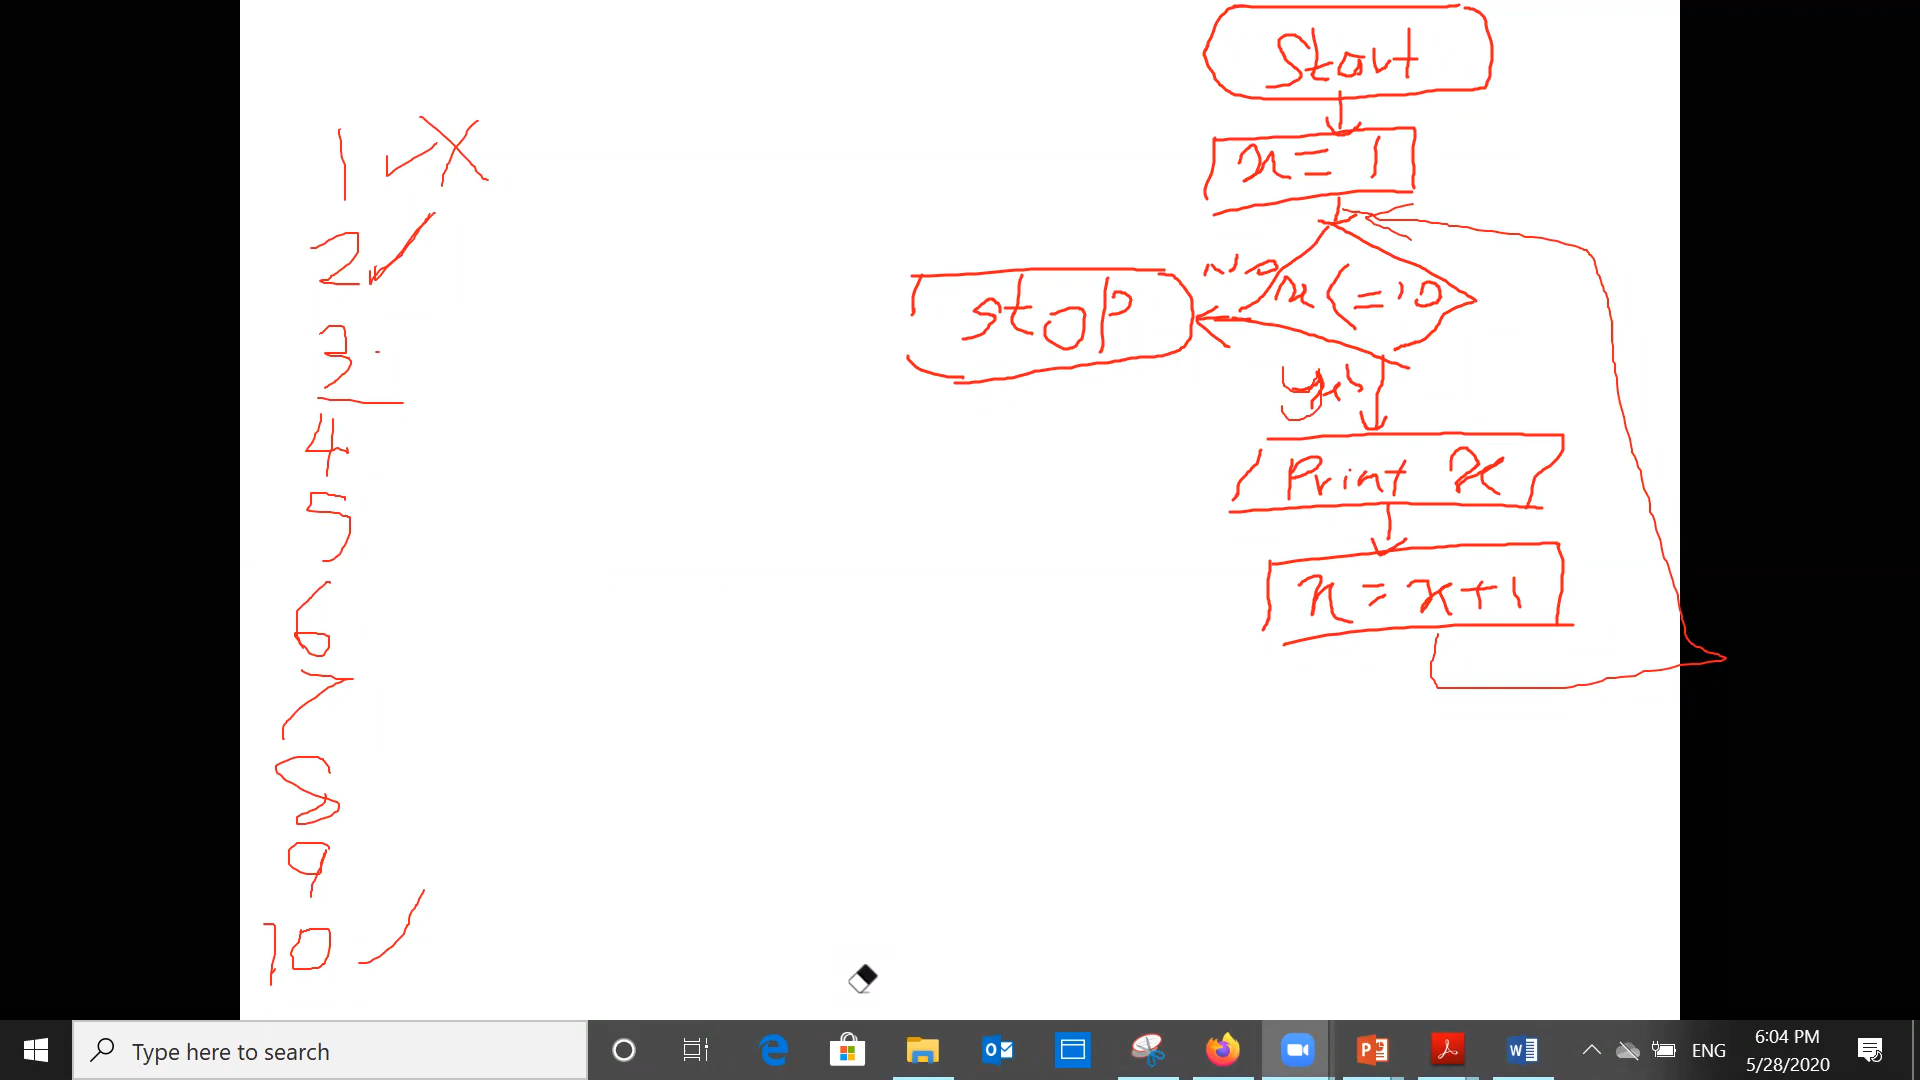 1
2
3
4
5
6
7
8
9
10
Start
x = 1
No
x <= 10
stop
yes
Print x
x = x+1
Type here to search
ENG
6:04 PM
5/28/2020